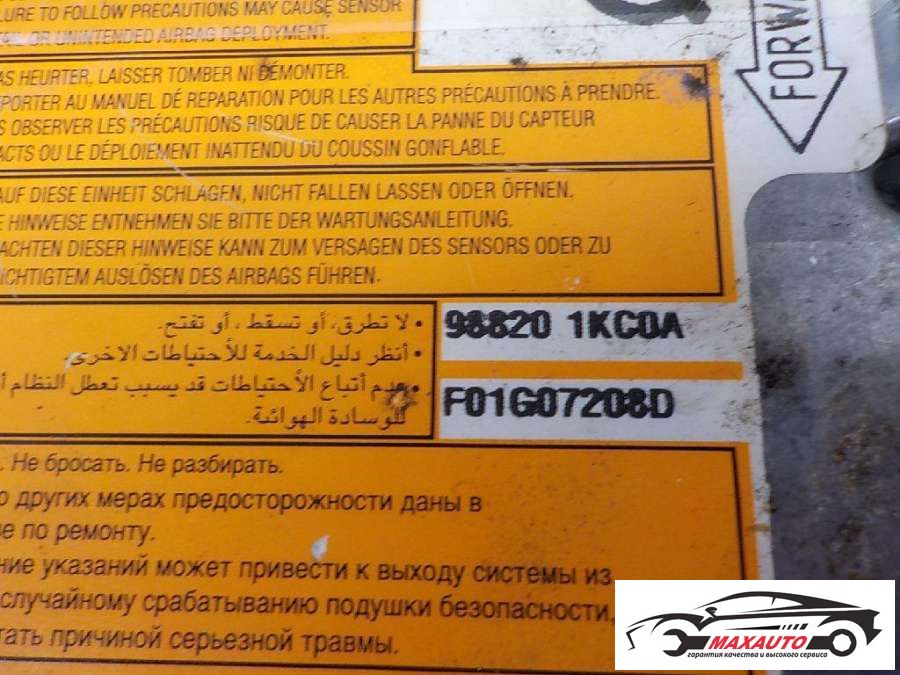 LURE TO FOLLOW PRECAUTIONS MAY CAUSE SENSOR
TAIL OR UNINTENDED AIRBAG DEPLOYMENT.
FORW
AS HEURTER, LAISSER TOMBER NI DÉMONTER.
PORTER AU MANUEL DÉ REPARATION POUR LES AUTRES PRÉCAUTIONS À PRENDRE.
S OBSERVER LES PRÉCAUTIONS RISQUE DE CAUSER LA PANNE DU CAPTEUR
ACTS OU LE DÉPLOIEMENT INATTENDU DU COUSSIN GONFLABLE.
AUF DIESE EINHEIT SCHLAGEN, NICHT FALLEN LASSEN ODER ÖFFNEN.
E HINWEISE ENTNEHMEN SIE BITTE DER WARTUNGSANLEITUNG.
ACHTEN DIESER HINWEISE KANN ZUM VERSAGEN DES SENSORS ODER ZU
ICHTIGTEM AUSLÖSEN DES AIRBAGS FÜHREN.
• لا تطرق، أو تسقط ، أو تفتح.
• أنظر دليل الخدمة للأحتياطات الاخرى.
• عدم أتباع الأحتياطات قد يسبب تعطل النظام أ
للوسادة الهوائية.
98820 1KC0A
F01G07208D
. Не бросать. Не разбирать.
о других мерах предосторожности даны в
е по ремонту.
ние указаний может привести к выходу системы из
случайному срабатыванию подушки безопасности,
тать причиной серьезной травмы.
MAXAUTO
гарантия качества и высокого сервиса